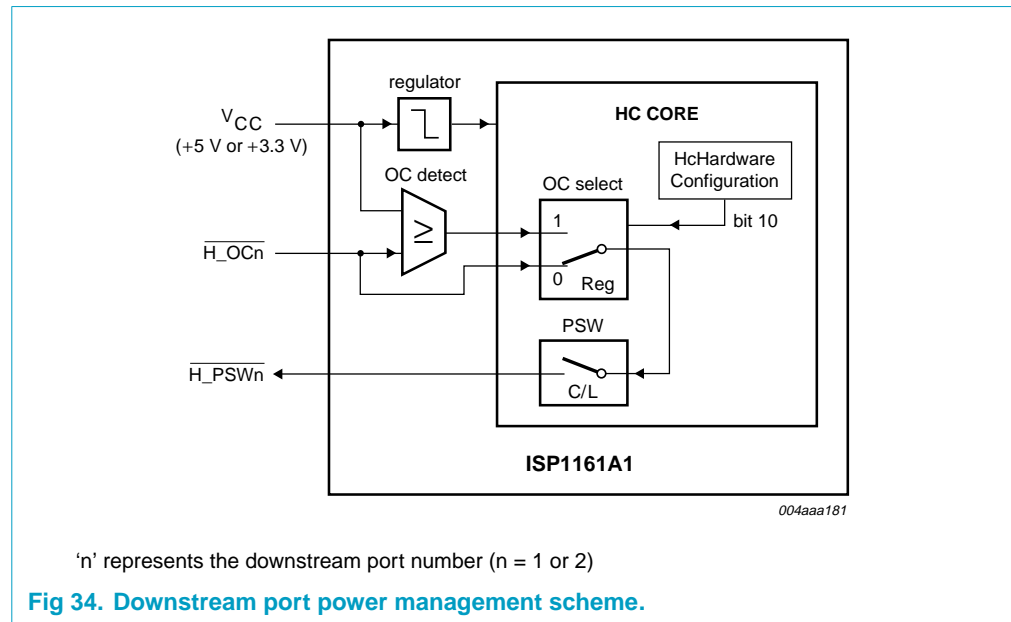 regulator
HC CORE
VCC
(+5 V or +3.3 V)
HcHardware
Configuration
OC detect
OC select
1
bit 10
≥
H_OCn
0
Reg
PSW
H_PSWn
C/L
ISP1161A1
004aaa181
‘n’ represents the downstream port number (n = 1 or 2)
Fig 34. Downstream port power management scheme.